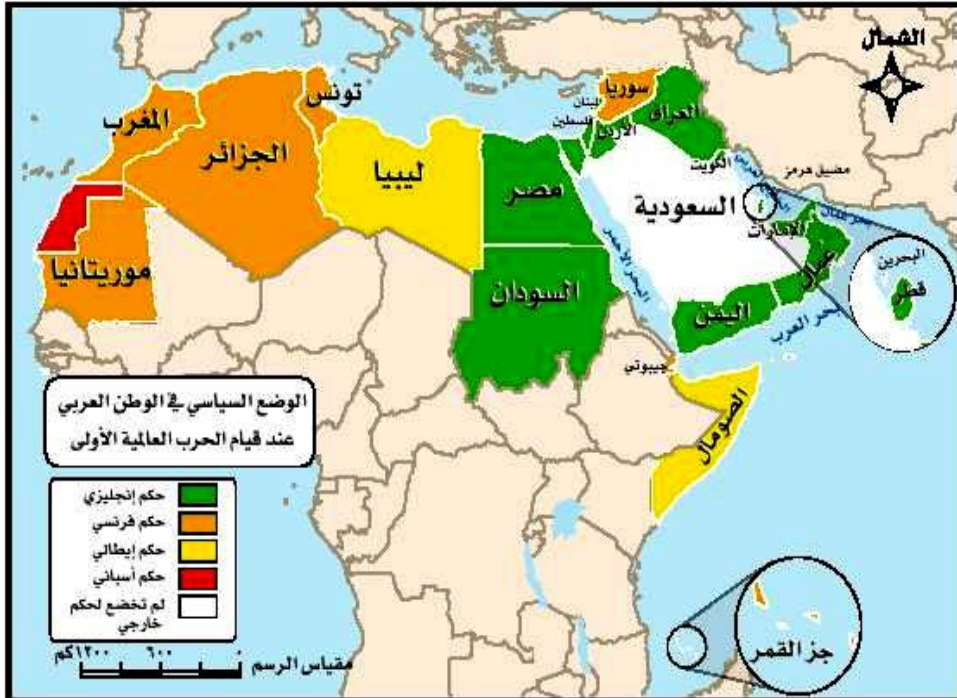 الشمال
تونس
المغرب
الجزائر
ليبيا
مصر
موريتانيا
السودان
سوريا
لبنان
فلسطين
الأردن
العراق
الكويت
مضيق هرمز
السعودية
الإمارات
عمان
اليمن
البحر الأحمر
بحر العرب
البحرين
قطر
جيبوتي
الصومال
الوضع السياسي في الوطن العربي
عند قيام الحرب العالمية الأولى
حكم إنجليزي
حكم فرنسي
حكم إيطالي
حكم أسباني
لم تخضع لحكم
خارجي
١٢٠٠كم ٦٠٠ ٠
مقياس الرسم
جز القمر